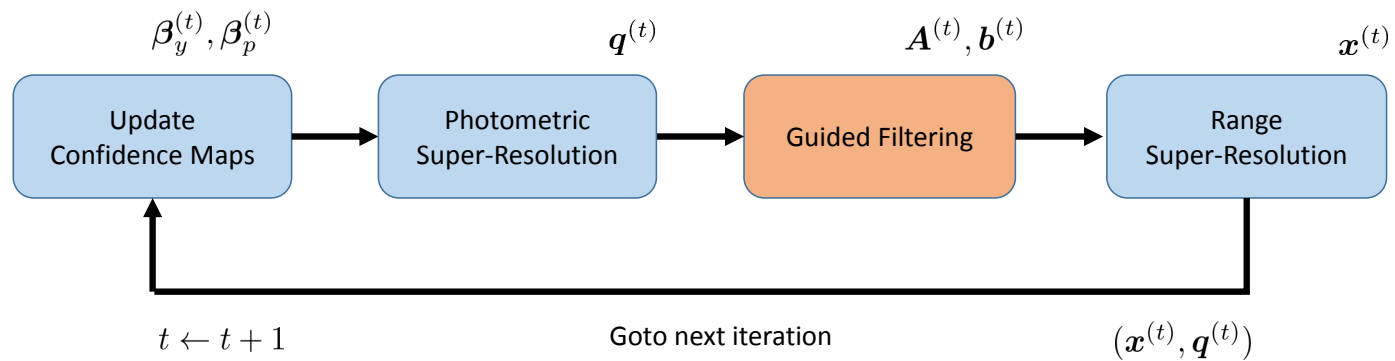 𝜷_y^{(t)}, 𝜷_p^{(t)}
𝒒^{(t)}
𝑨^{(t)}, 𝒃^{(t)}
𝒙^{(t)}
Update
Confidence Maps
Photometric
Super-Resolution
Guided Filtering
Range
Super-Resolution
t ← t + 1
Goto next iteration
(𝒙^{(t)}, 𝒒^{(t)})